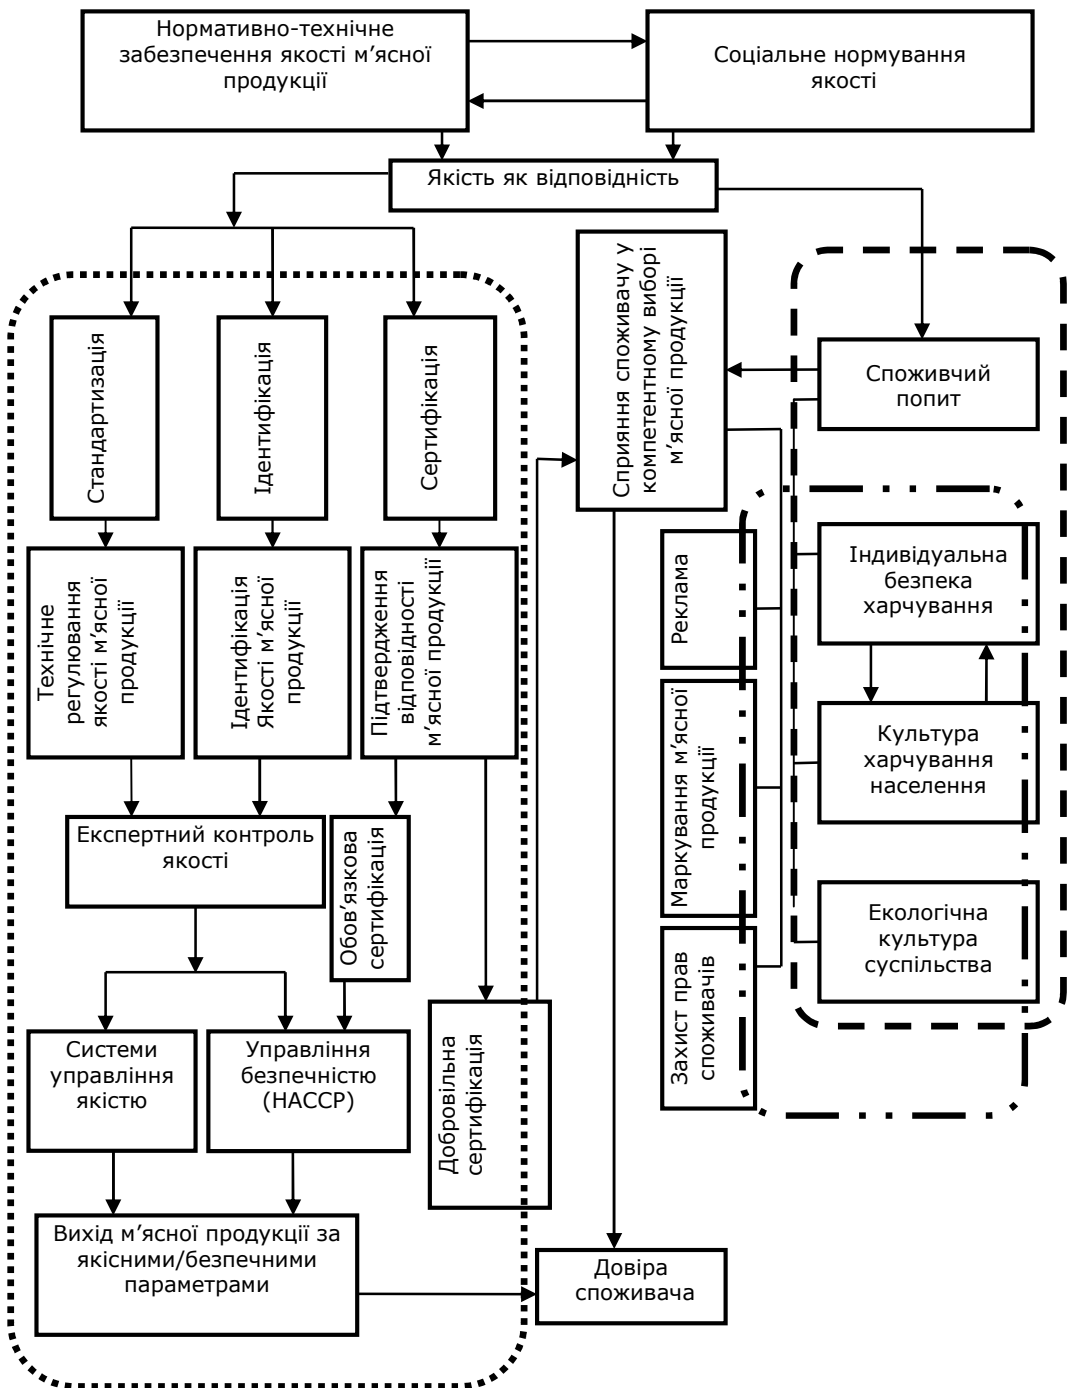 Нормативно-технічне
забезпечення якості м′ясної
продукції
Соціальне нормування
якості
Якість як відповідність
Сприяння споживачу у
компетентному виборі
м′ясної продукції
Стандартизація
Ідентифікація
Сертифікація
Споживчий
попит
Технічне
регулювання
якості м′ясної
продукції
Ідентифікація
Якості м′ясної
продукції
Підтвердження
відповідності
м′ясної продукції
Реклама
Індивідуальна
безпека
харчування
Маркування м′ясної
продукції
Культура
харчування
населення
Експертний контроль
якості
Обов′язкова
сертифікація
Захист прав
споживачів
Екологічна
культура
суспільства
Системи
управління
якістю
Управління
безпечністю
(НАССР)
Добровільна
сертифікація
Вихід м′ясної продукції за
якісними/безпечними
параметрами
Довіра
споживача